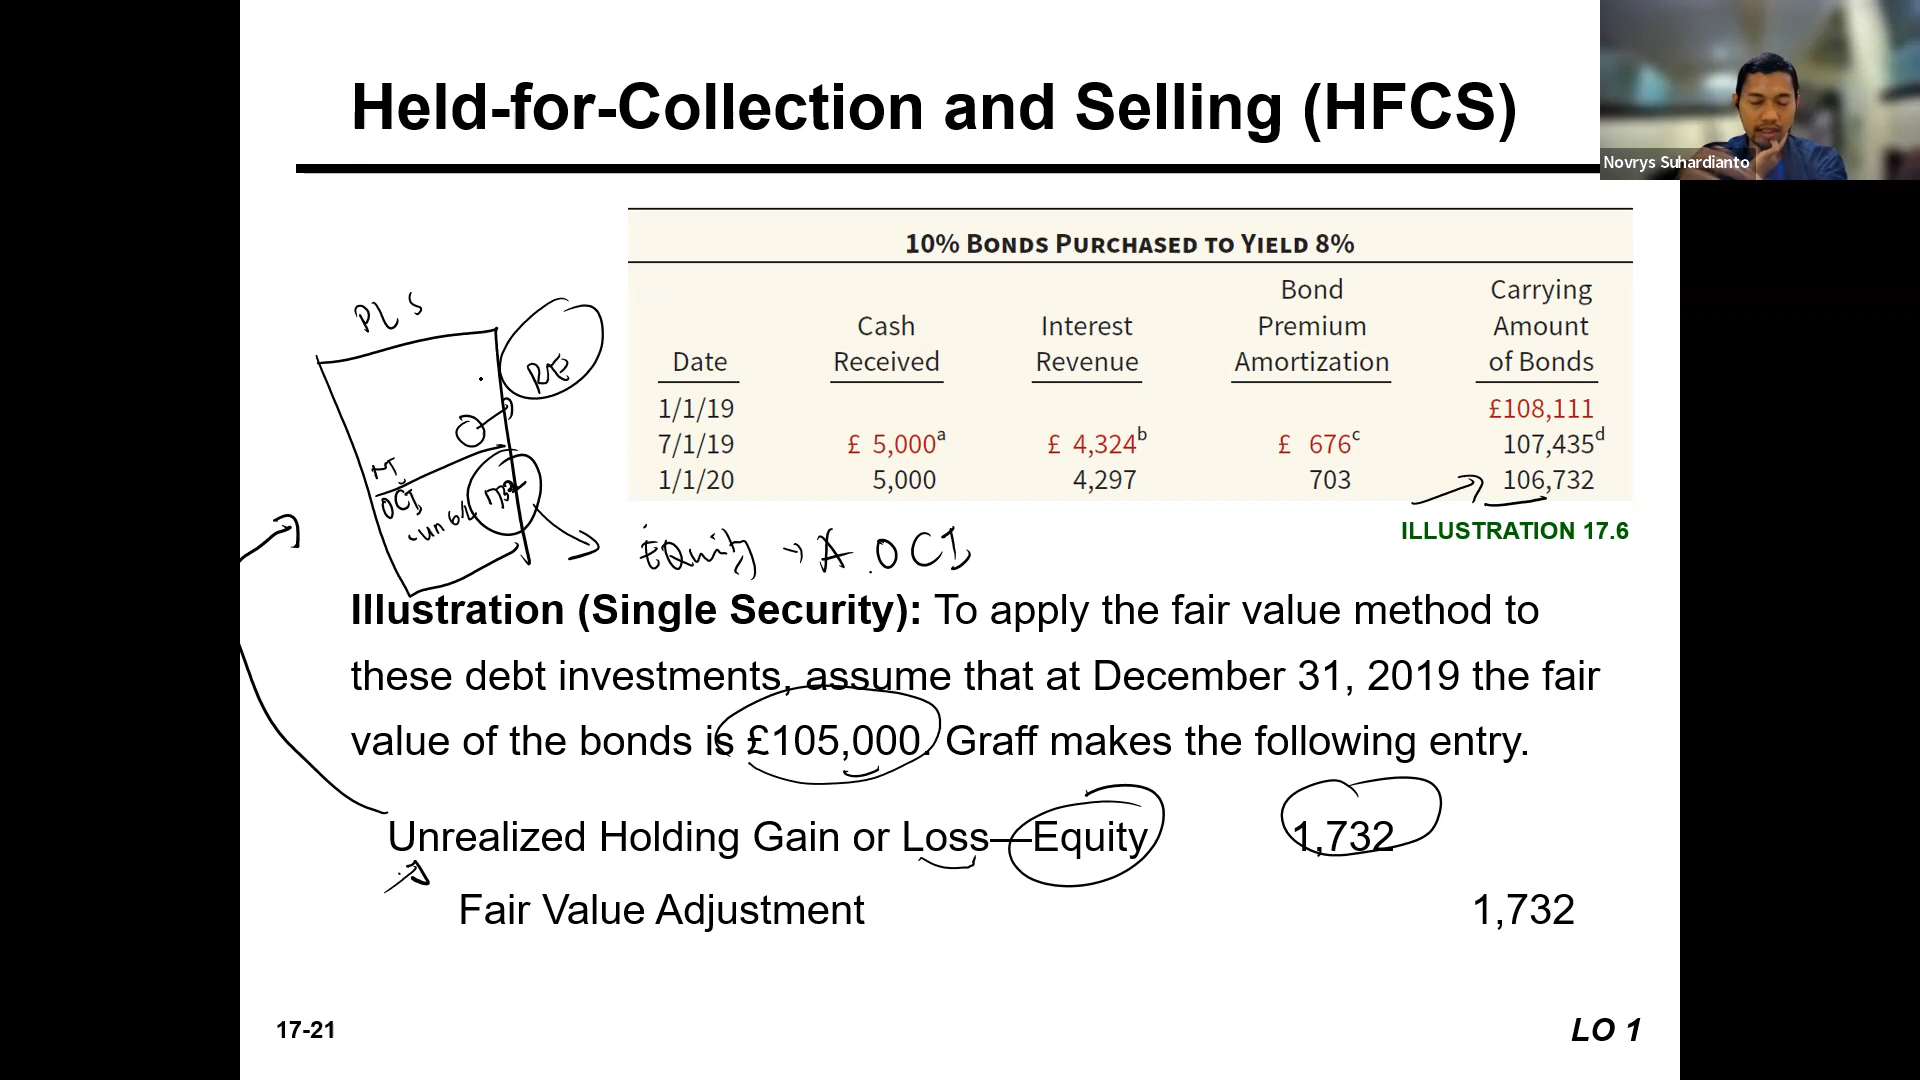 Held-for-Collection and Selling (HFCS)
Novrys Suhardianto
10% BONDS PURCHASED TO YIELD 8%
Date Cash Received Interest Revenue Bond Premium Amortization Carrying Amount of Bonds
1/1/19 £108,111
7/1/19 £ 5,000a £ 4,324b £ 676c 107,435d
1/1/20 5,000 4,297 703 106,732
ILLUSTRATION 17.6
PLS
RE
OCI
Equity → A.OCI
Illustration (Single Security): To apply the fair value method to
these debt investments, assume that at December 31, 2019 the fair
value of the bonds is £105,000. Graff makes the following entry.
Unrealized Holding Gain or Loss—Equity 1,732
Fair Value Adjustment 1,732
17-21
LO 1